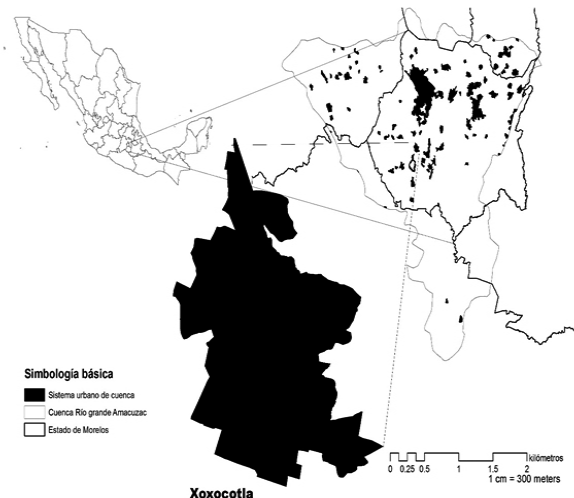 Simbología básica
Sistema urbano de cuenca
Cuenca Río grande Amacuzac
Estado de Morelos
Xoxocotla
kilómetros
0 0.25 0.5 1 1.5 2
1 cm = 300 meters